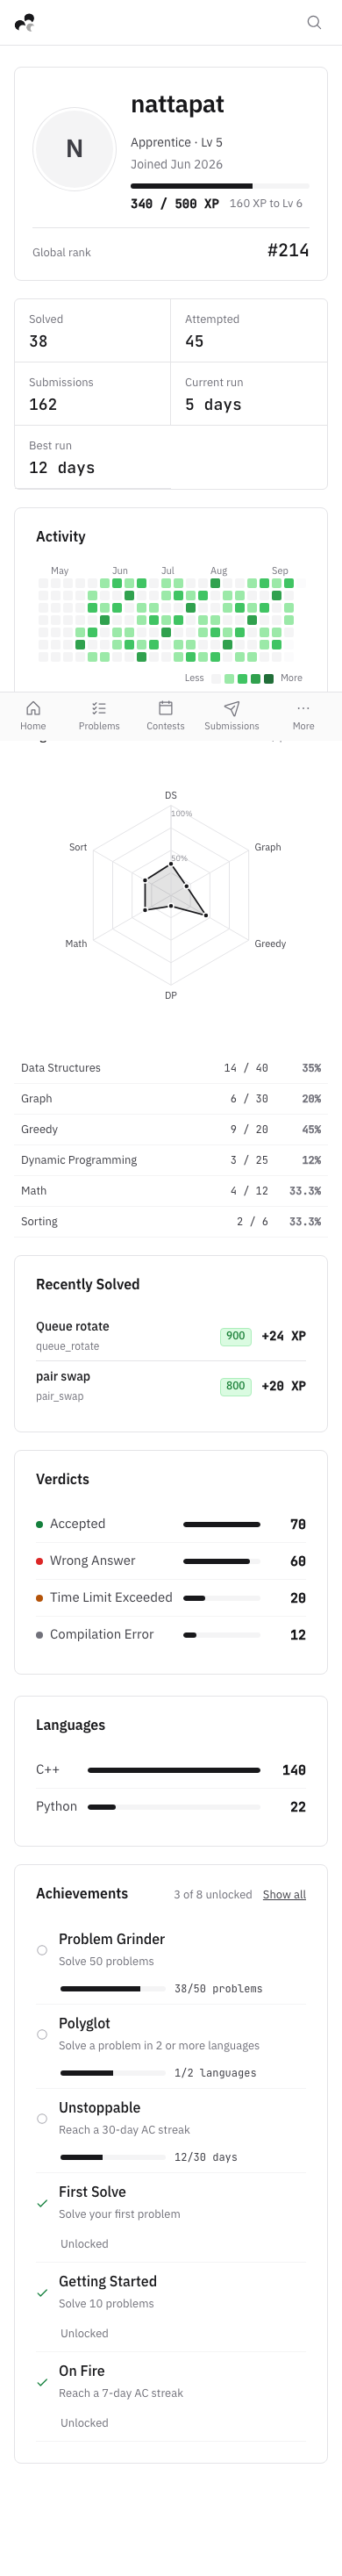 nattapat
N
Apprentice · Lv 5
Joined Jun 2026
340 / 500 XP 160 XP to Lv 6
Global rank #214
Solved Attempted
38 45
Submissions Current run
162 5 days
Best run
12 days
Activity
May Jun Jul Aug Sep
Less More
Home Problems Contests Submissions More
DS
100%
Sort Graph
50%
Math Greedy
DP
Data Structures 14 / 40 35%
Graph 6 / 30 20%
Greedy 9 / 20 45%
Dynamic Programming 3 / 25 12%
Math 4 / 12 33.3%
Sorting 2 / 6 33.3%
Recently Solved
Queue rotate 900 +24 XP
queue_rotate
pair swap 800 +20 XP
pair_swap
Verdicts
Accepted 70
Wrong Answer 60
Time Limit Exceeded 20
Compilation Error 12
Languages
C++ 140
Python 22
Achievements 3 of 8 unlocked Show all
Problem Grinder
Solve 50 problems
38/50 problems
Polyglot
Solve a problem in 2 or more languages
1/2 languages
Unstoppable
Reach a 30-day AC streak
12/30 days
First Solve
Solve your first problem
Unlocked
Getting Started
Solve 10 problems
Unlocked
On Fire
Reach a 7-day AC streak
Unlocked